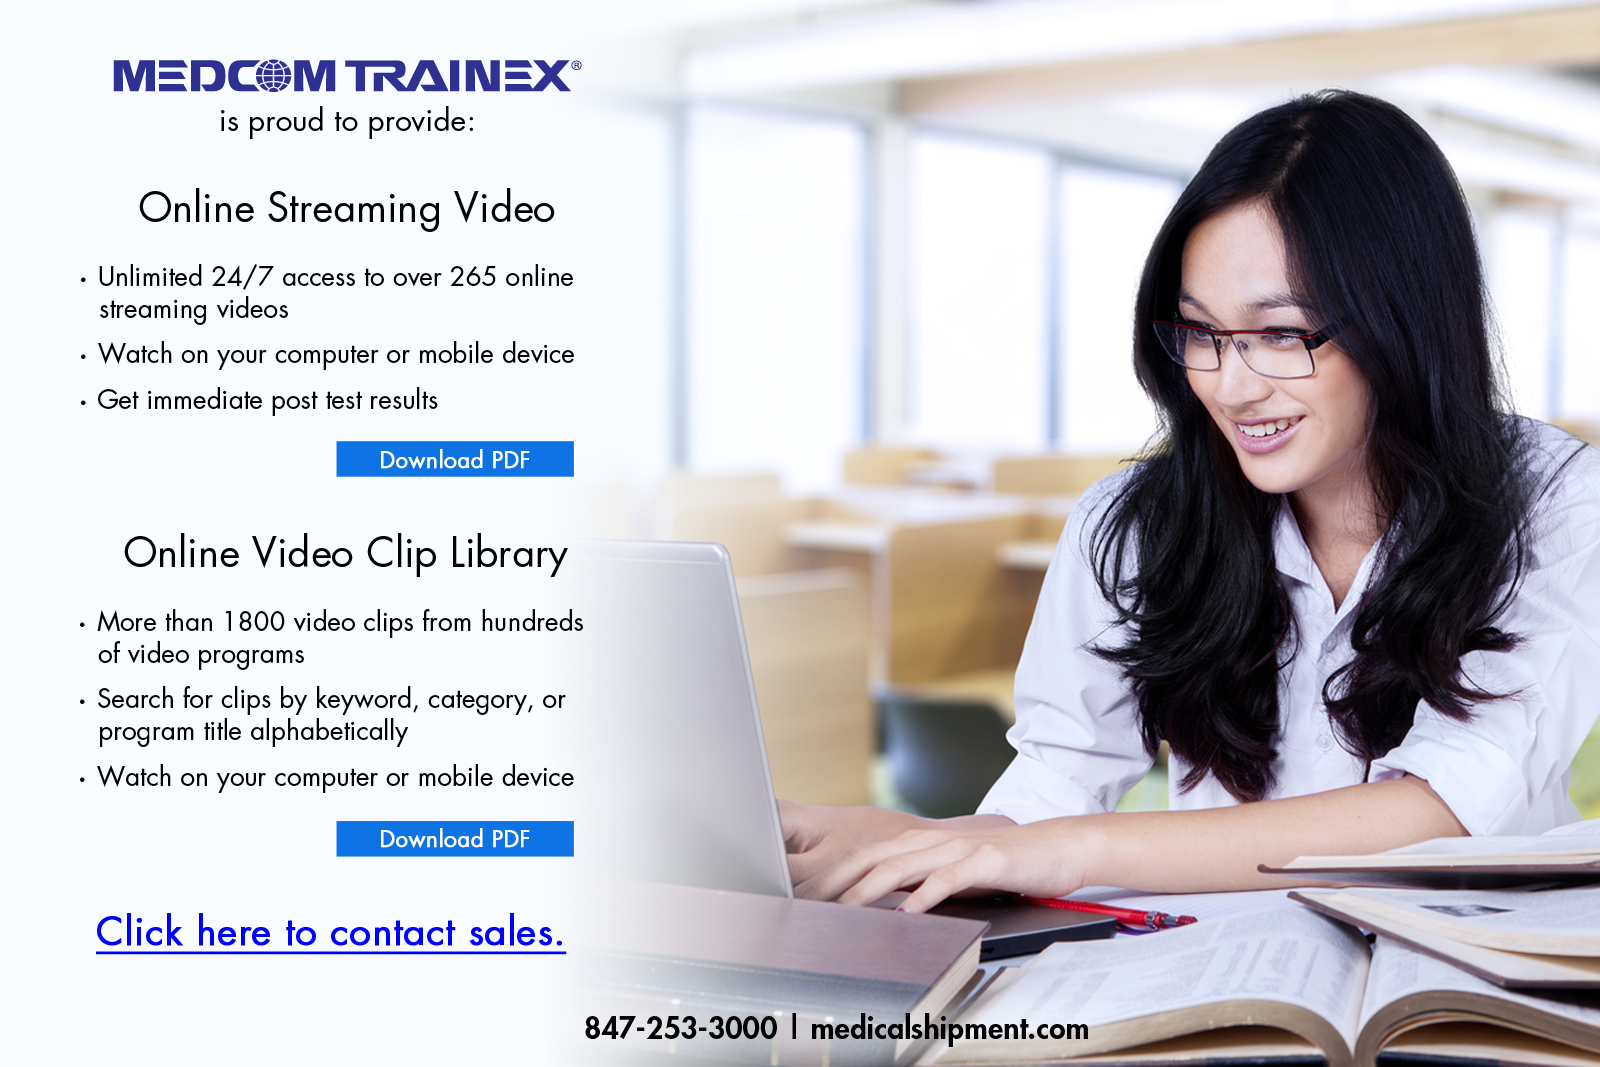 MEDCOM TRAINEX®
is proud to provide:
Online Streaming Video
• Unlimited 24/7 access to over 265 online
streaming videos
• Watch on your computer or mobile device
• Get immediate post test results
Download PDF
Online Video Clip Library
• More than 1800 video clips from hundreds
of video programs
• Search for clips by keyword, category, or
program title alphabetically
• Watch on your computer or mobile device
Download PDF
Click here to contact sales.
847-253-3000 | medicalshipment.com